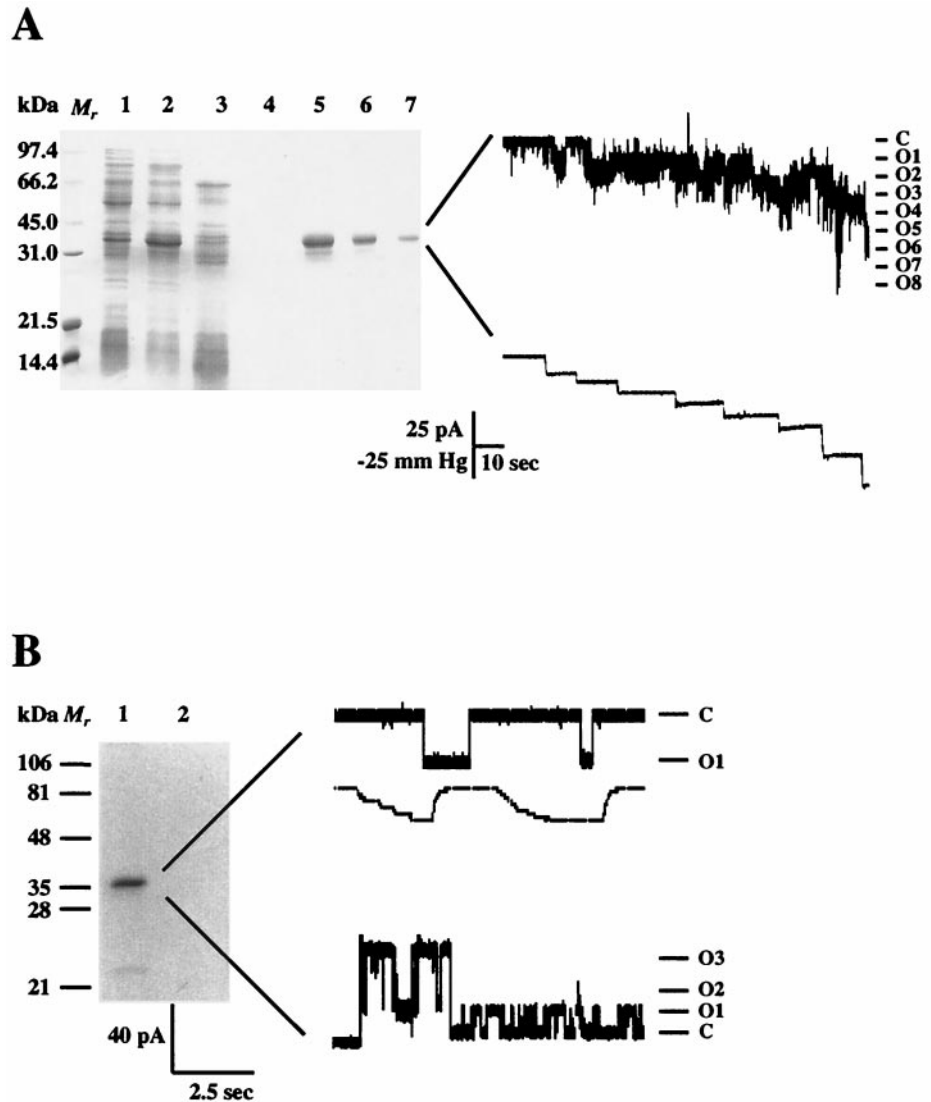 A
kDa Mr 1 2 3 4 5 6 7
97.4
66.2
45.0
31.0
21.5
14.4
C
O1
O2
O3
O4
O5
O6
O7
O8
25 pA
-25 mm Hg
10 sec
B
kDa Mr 1 2
106
81
48
35
28
21
C
O1
O3
O2
O1
C
40 pA
2.5 sec